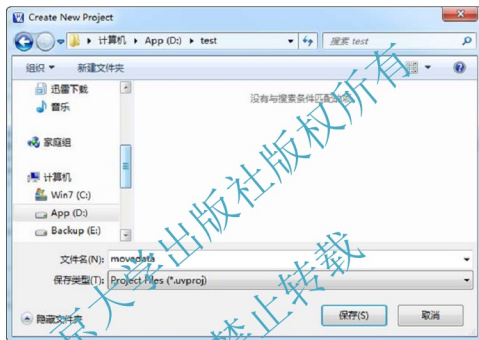 Create New Project
计算机 ▸ App (D:) ▸ test
搜索 test
组织 新建文件夹
迅雷下载
音乐
家庭组
计算机
Win7 (C:)
App (D:)
Backup (E:)
没有与搜索条件匹配的项。
文件名(N): movedata
保存类型(T): Project Files (*.uvproj)
隐藏文件夹
保存(S) 取消
京大学出版社版权所有
禁止转载